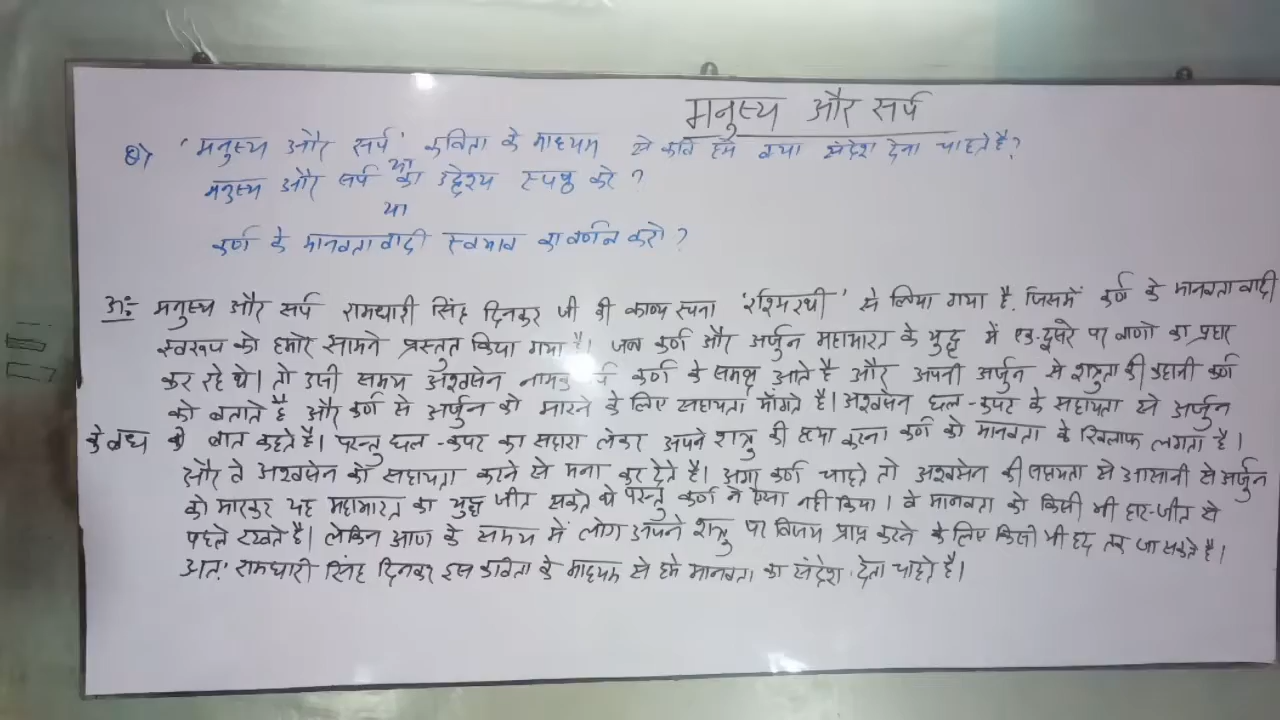 मनुस्य और सर्प
प्र) 'मनुस्य और सर्प' कविता के माध्यम से कवि हमे क्या संदेश देना चाहते है?
या
मनुस्य और सर्प का उद्देश्य स्पष्ठ करे ?
या
कर्ण के मानवतावादी स्वभाव का वर्णन करो ?
उ:- मनुस्य और सर्प रामधारी सिंह दिनकर जी की काव्य रचना 'रश्मिरथी' से लिया गया है. जिसमें कर्ण के मानवतावादी
स्वरूप को हमारे सामने प्रस्तुत किया गया है। जब कर्ण और अर्जुन महाभारत के युद्ध में एक-दूसरे पर बाणो का प्रहार
कर रहे थे। तो उसी समय अश्वसेन नामक कर्ण के समक्ष आते है और अपनी अर्जुन से शत्रुता की कहानी कर्ण
को बताते है और कर्ण से अर्जुन को मारने के लिए सहायता माँगते है। अश्वसेन छल-कपट के सहायता से अर्जुन
के वध के बात कहते है। परन्तु छल-कपट का सहारा लेकर अपने शत्रु की हत्या करना कर्ण को मानवता के खिलाफ लगता है।
और वे अश्वसेन को सहायता करने से मना कर देते है। अगर कर्ण चाहते तो अश्वसेन की सहायता से आसानी से अर्जुन
को मारकर यह महाभारत का युद्ध जीत सकते थे परन्तु कर्ण ने ऐसा नही किया। वे मानवता को किसी भी हार-जीत से
पहले रखते है। लेकिन आज के समय में लोग अपने शत्रु पर विजय प्राप्त करने के लिए किसी भी हद तक जा सकते है।
अत: रामधारी सिंह दिनकर इस कविता के माध्यम से हमे मानवता का संदेश देना चाहते है।